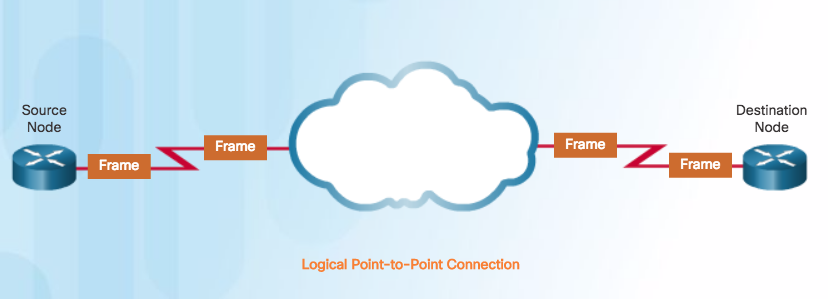 Source
Node
Destination
Node
Frame
Frame
Frame
Frame
Logical Point-to-Point Connection